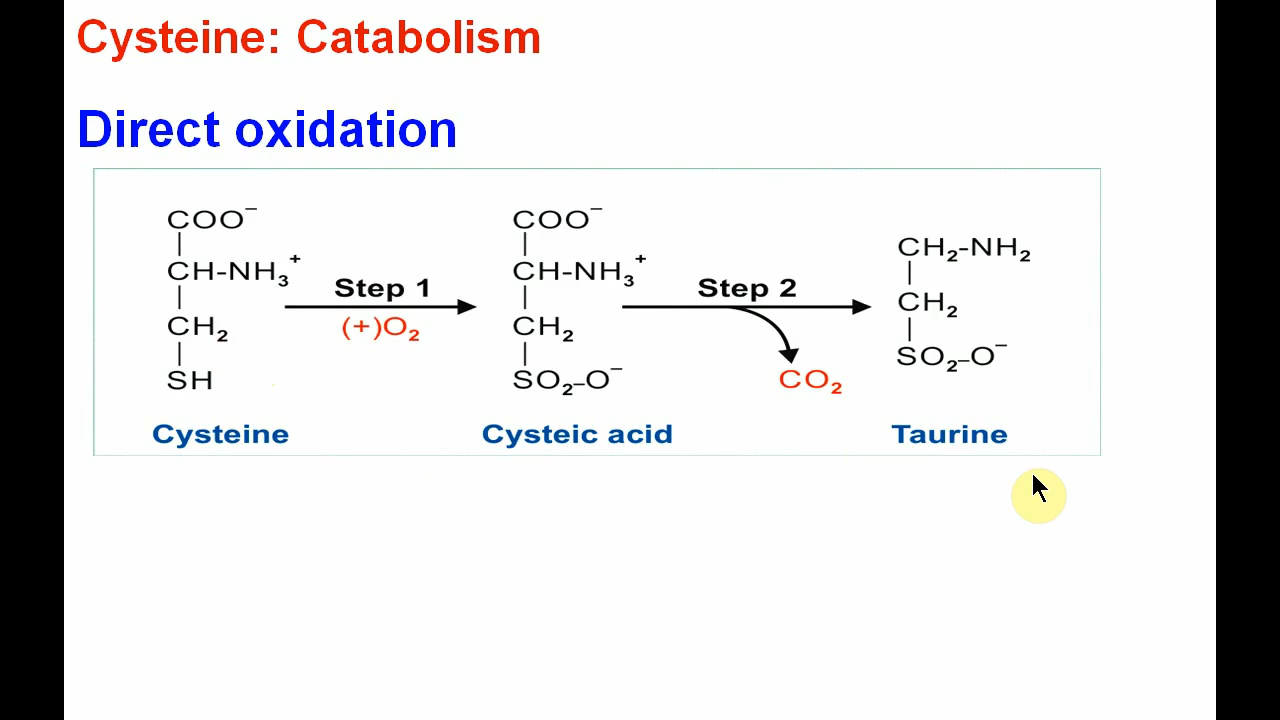 Cysteine: Catabolism
Direct oxidation
COO⁻ COO⁻
CH₂-NH₂
CH-NH₃⁺ Step 1 CH-NH₃⁺ Step 2
CH₂ (+)O₂ CH₂ CH₂
SH SO₂–O⁻ CO₂ SO₂–O⁻
Cysteine Cysteic acid Taurine